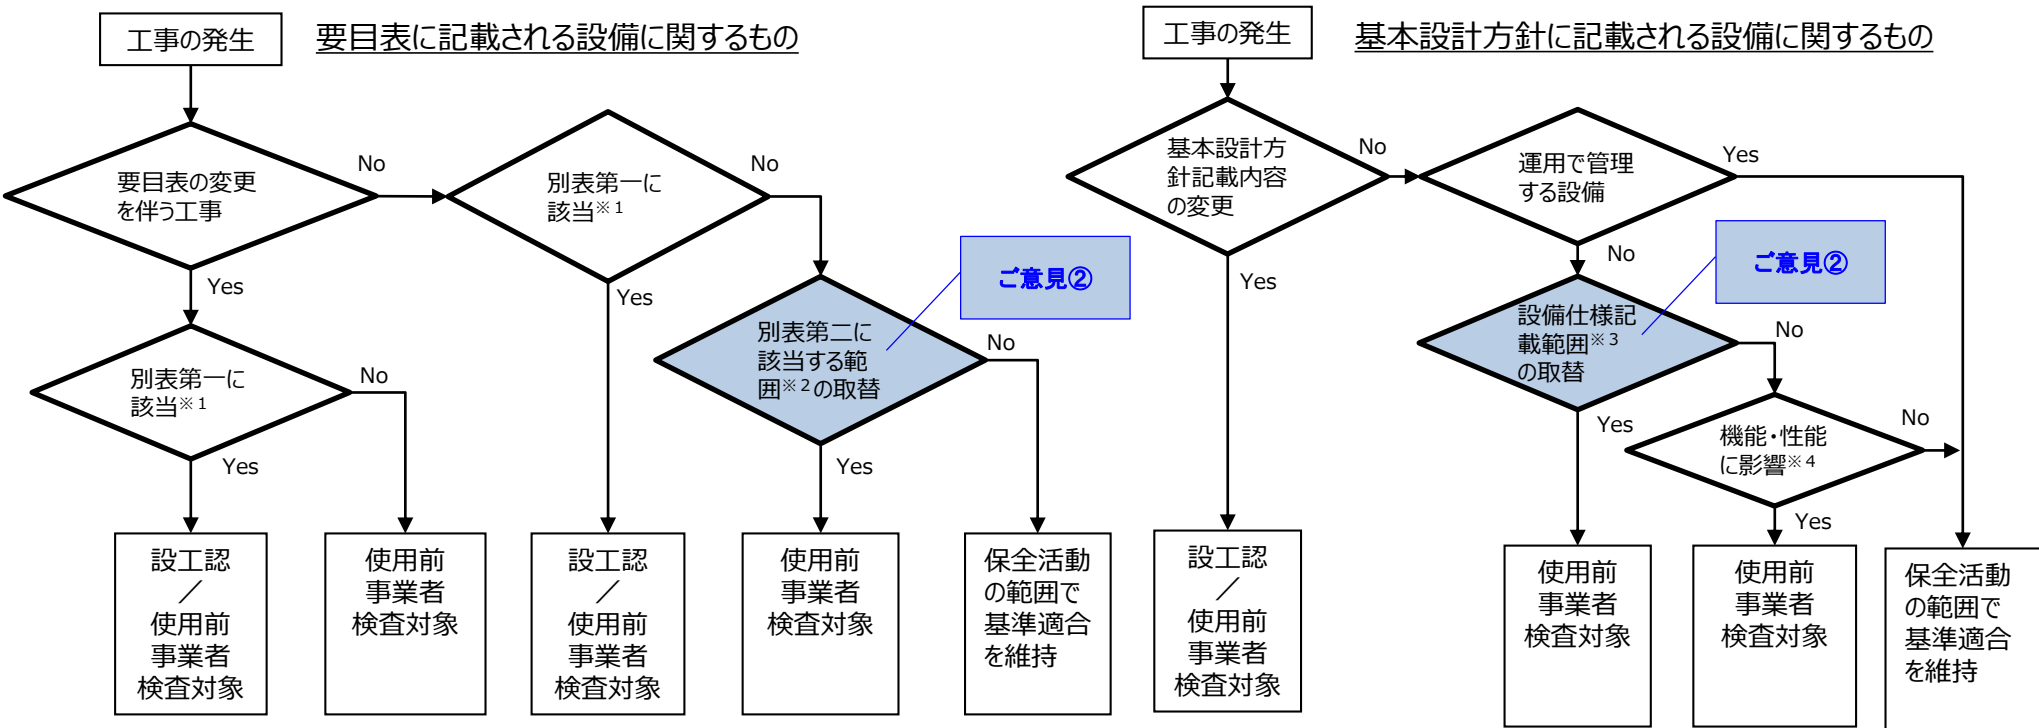 工事の発生
要目表に記載される設備に関するもの
要目表の変更
を伴う工事
No
Yes
別表第一に
該当※1
No
Yes
別表第一に
該当※1
No
Yes
ご意見②
別表第二に
該当する範
囲※2の取替
No
Yes
設工認
／
使用前
事業者
検査対象
使用前
事業者
検査対象
設工認
／
使用前
事業者
検査対象
使用前
事業者
検査対象
保全活動
の範囲で
基準適合
を維持
工事の発生
基本設計方針に記載される設備に関するもの
基本設計方
針記載内容
の変更
No
Yes
運用で管理
する設備
Yes
No
ご意見②
設備仕様記
載範囲※3
の取替
No
Yes
機能・性能
に影響※4
No
Yes
設工認
／
使用前
事業者
検査対象
使用前
事業者
検査対象
使用前
事業者
検査対象
保全活動
の範囲で
基準適合
を維持